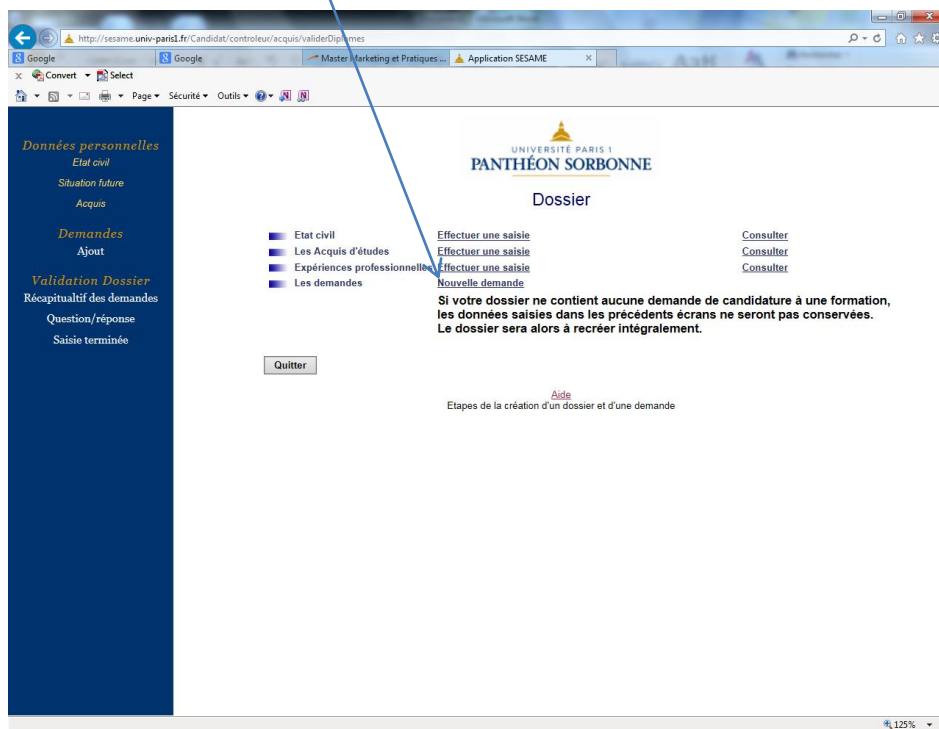 http://sesame.univ-paris1.fr/Candidat/controleur/acquis/validerDiplomes
Google
Google
Master Marketing et Pratiques ...
Application SESAME
x Convert Select
Page Sécurité Outils
Données personnelles
Etat civil
Situation future
Acquis
Demandes
Ajout
Validation Dossier
Récapitualtif des demandes
Question/réponse
Saisie terminée
UNIVERSITÉ PARIS 1
PANTHÉON SORBONNE
Dossier
Etat civil Effectuer une saisie Consulter
Les Acquis d'études Effectuer une saisie Consulter
Expériences professionnelles Effectuer une saisie Consulter
Les demandes Nouvelle demande
Si votre dossier ne contient aucune demande de candidature à une formation,
les données saisies dans les précédents écrans ne seront pas conservées.
Le dossier sera alors à recréer intégralement.
Quitter
Aide
Etapes de la création d'un dossier et d'une demande
125%